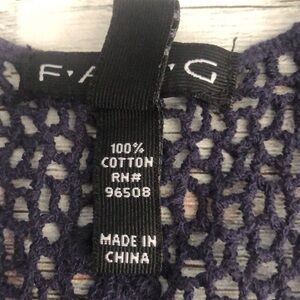 100%
COTTON
RN#
96508
MADE IN
CHINA